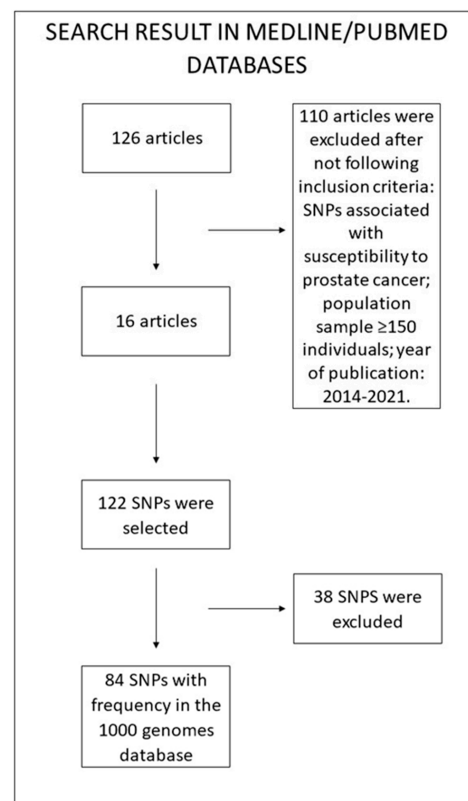 SEARCH RESULT IN MEDLINE/PUBMED
DATABASES
126 articles
110 articles were
excluded after
not following
inclusion criteria:
SNPs associated
with
susceptibility to
prostate cancer;
population
sample ≥150
individuals; year
of publication:
2014-2021.
16 articles
122 SNPs were
selected
38 SNPS were
excluded
84 SNPs with
frequency in the
1000 genomes
database